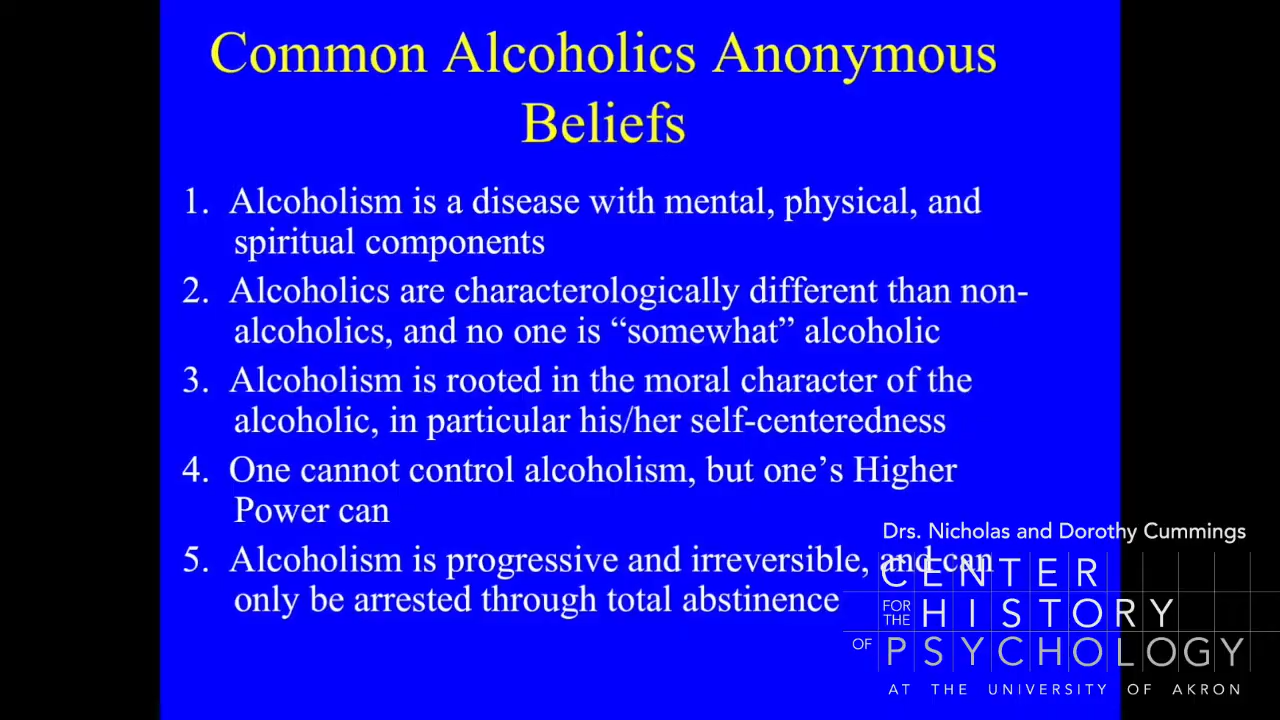 Common Alcoholics Anonymous
Beliefs
1. Alcoholism is a disease with mental, physical, and
spiritual components
2. Alcoholics are characterologically different than non-
alcoholics, and no one is “somewhat” alcoholic
3. Alcoholism is rooted in the moral character of the
alcoholic, in particular his/her self-centeredness
4. One cannot control alcoholism, but one’s Higher
Power can
5. Alcoholism is progressive and irreversible, and can
only be arrested through total abstinence
Drs. Nicholas and Dorothy Cummings
CENTER
FOR THE HISTORY
OF PSYCHOLOGY
AT THE UNIVERSITY OF AKRON